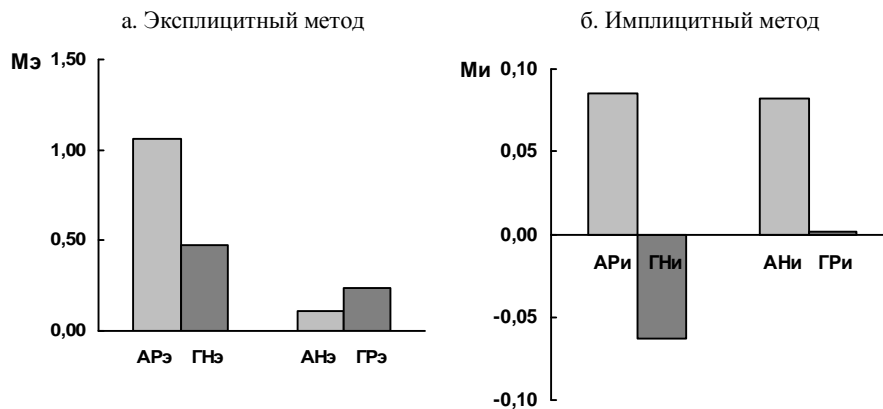 а. Эксплицитный метод
Мэ
1,50
1,00
0,50
0,00
АРэ ГНэ АНэ ГРэ
б. Имплицитный метод
Ми
0,10
0,05
0,00
-0,05
-0,10
АРи ГНи АНи ГРи